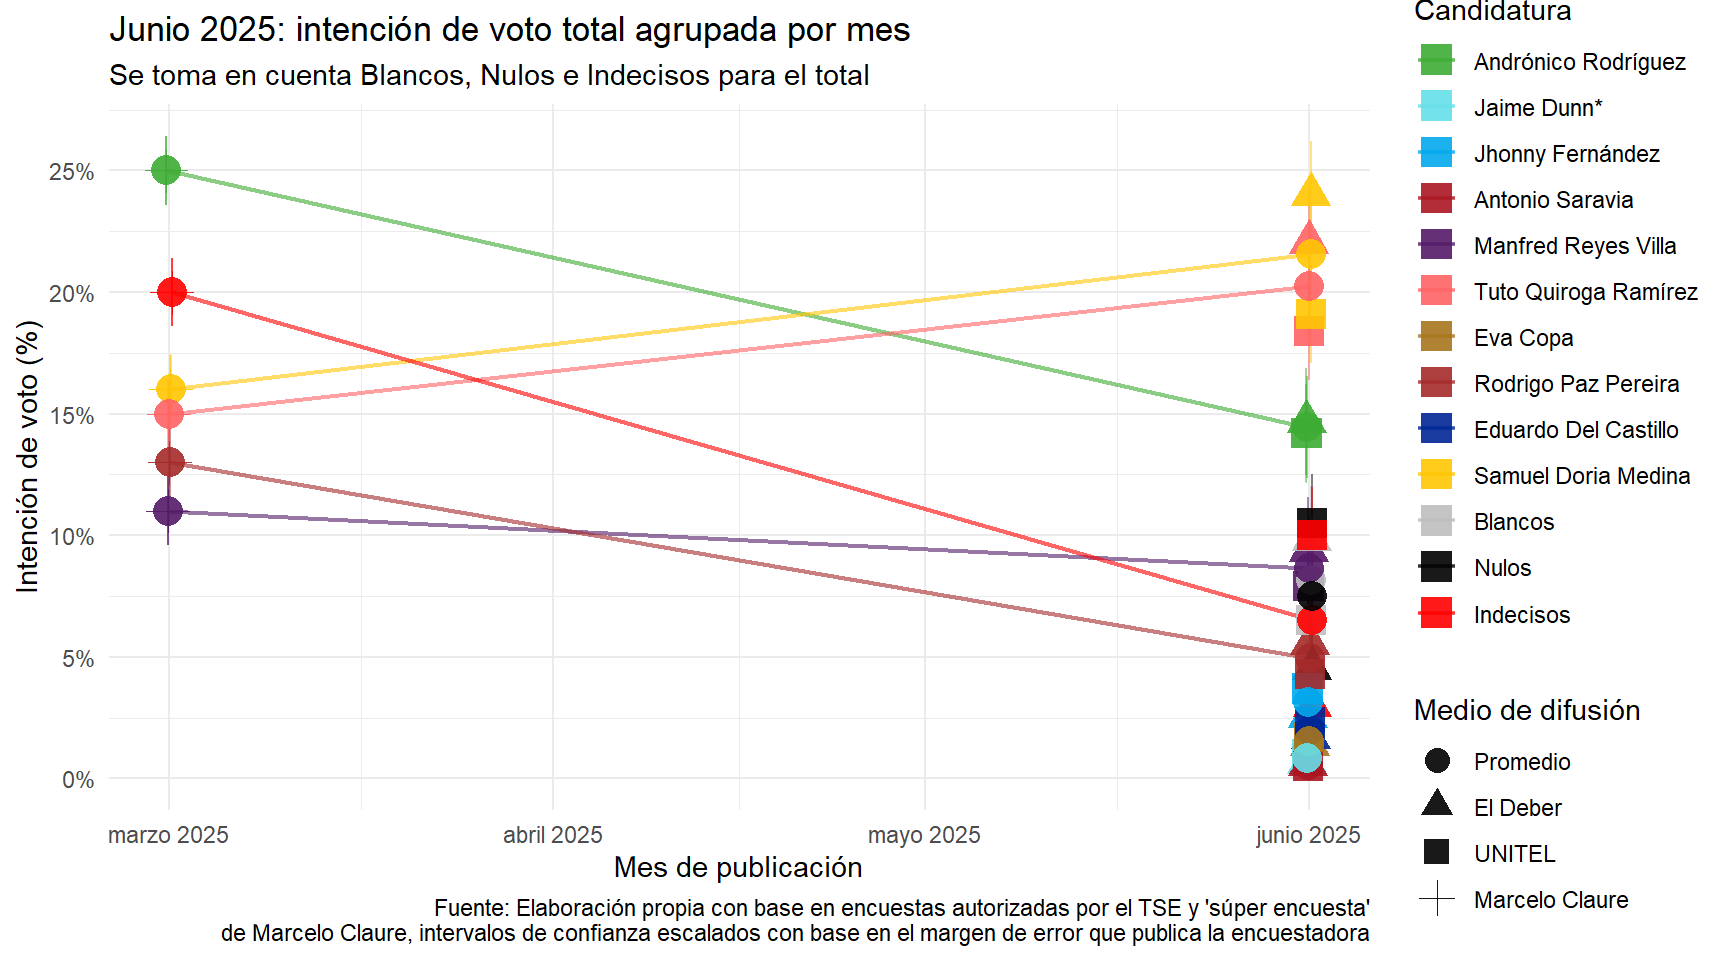 Junio 2025: intención de voto total agrupada por mes
Se toma en cuenta Blancos, Nulos e Indecisos para el total
Intención de voto (%)
25%
20%
15%
10%
5%
0%
marzo 2025
abril 2025
mayo 2025
junio 2025
Mes de publicación
Fuente: Elaboración propia con base en encuestas autorizadas por el TSE y 'súper encuesta'
de Marcelo Claure, intervalos de confianza escalados con base en el margen de error que publica la encuestadora
Candidatura
Andrónico Rodríguez
Jaime Dunn*
Jhonny Fernández
Antonio Saravia
Manfred Reyes Villa
Tuto Quiroga Ramírez
Eva Copa
Rodrigo Paz Pereira
Eduardo Del Castillo
Samuel Doria Medina
Blancos
Nulos
Indecisos
Medio de difusión
Promedio
El Deber
UNITEL
Marcelo Claure